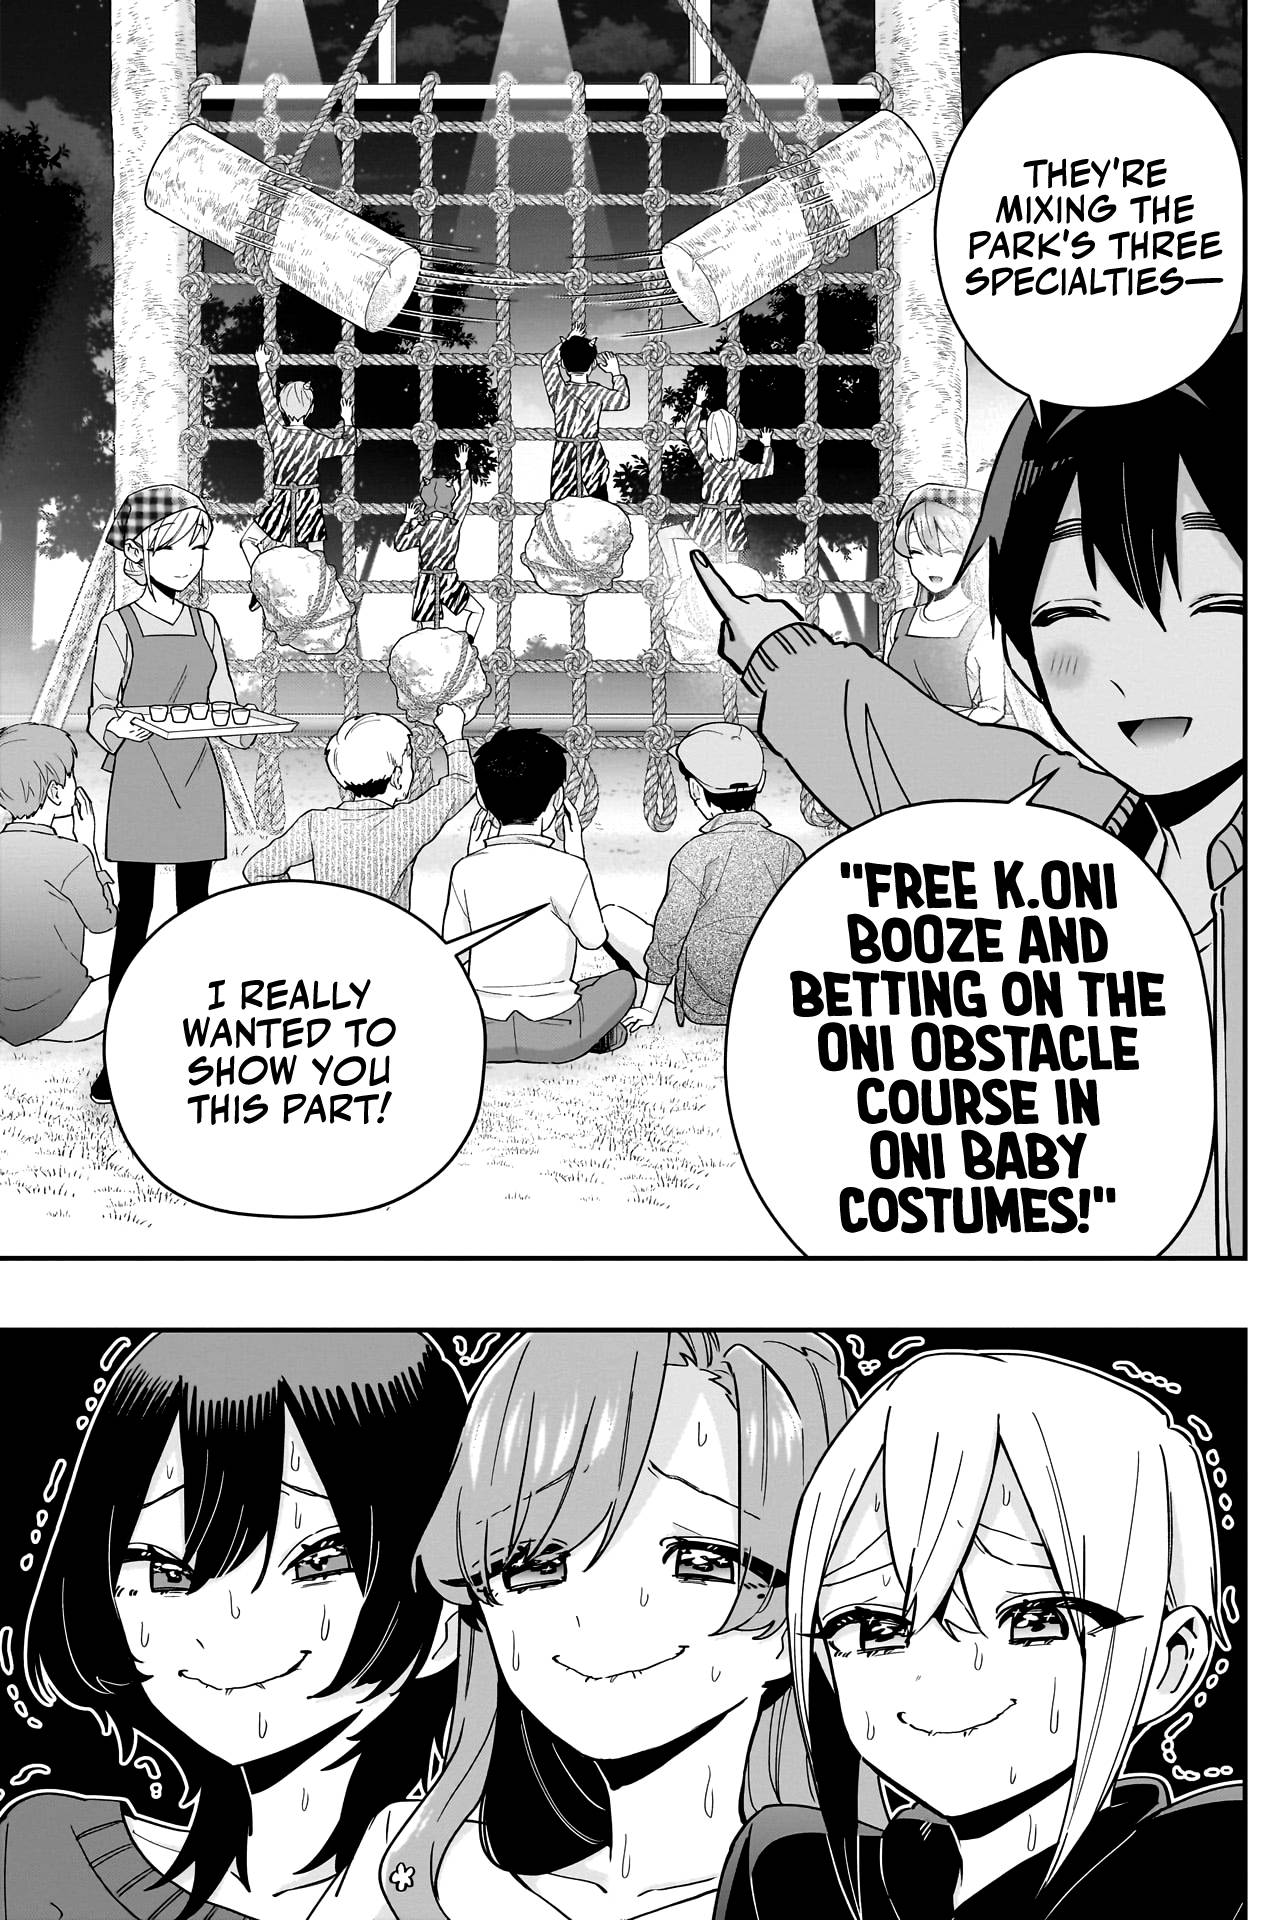 THEY'RE
MIXING THE
PARK'S THREE
SPECIALTIES—
"FREE K.ONI
BOOZE AND
BETTING ON THE
ONI OBSTACLE
COURSE IN
ONI BABY
COSTUMES!"
I REALLY
WANTED TO
SHOW YOU
THIS PART!